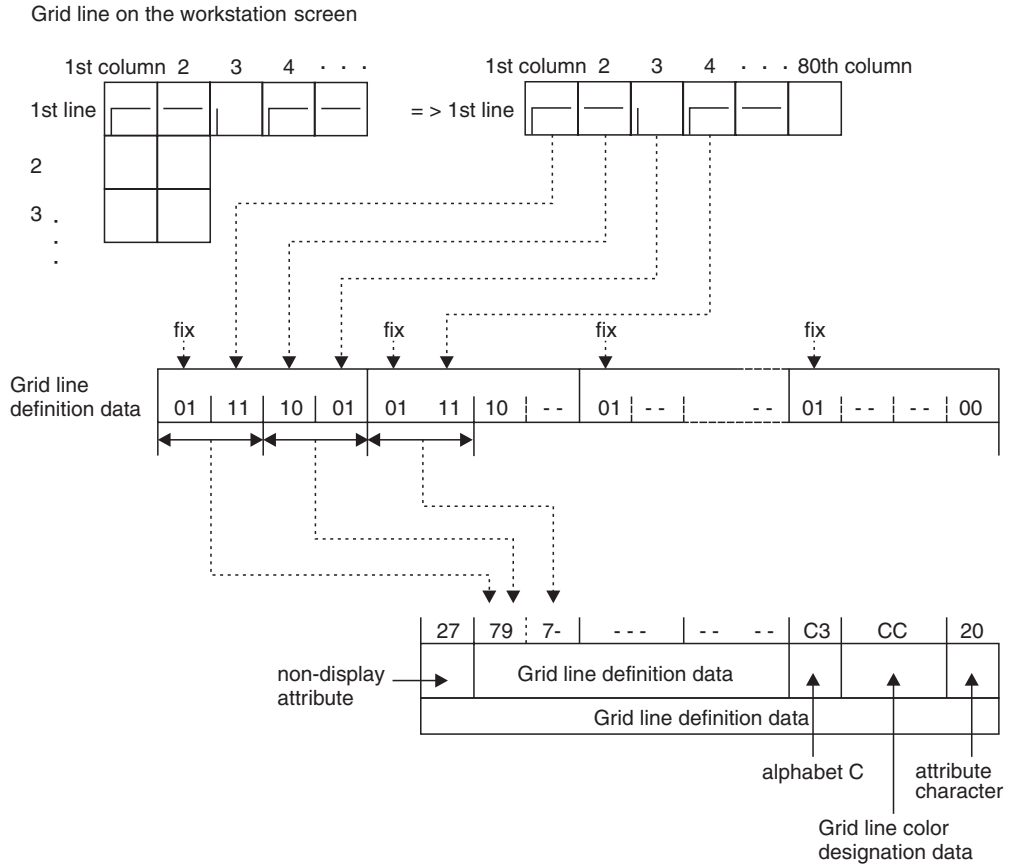 Grid line on the workstation screen
1st column 2 3 4 · · ·
1st column 2 3 4 · · · 80th column
1st line
= > 1st line
2
3 .
.
.
fix fix fix fix
Grid line
definition data
01 11 10 01 01 11 10 - - 01 - - - - 01 - - - - 00
27 79 7- - - - - - - - C3 CC 20
non-display
attribute
Grid line definition data
Grid line definition data
alphabet C
attribute
character
Grid line color
designation data